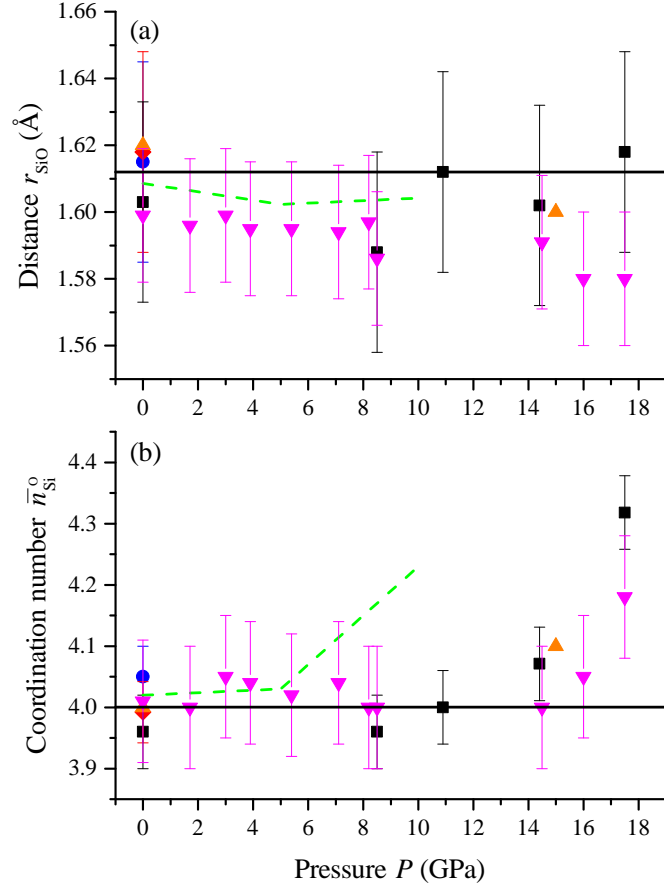 (a)
1.66
1.64
1.62
1.60
1.58
1.56
Distance r_SiO (Å)
0 2 4 6 8 10 12 14 16 18
(b)
4.4
4.3
4.2
4.1
4.0
3.9
Coordination number n̅_Si^O
0 2 4 6 8 10 12 14 16 18
Pressure P (GPa)